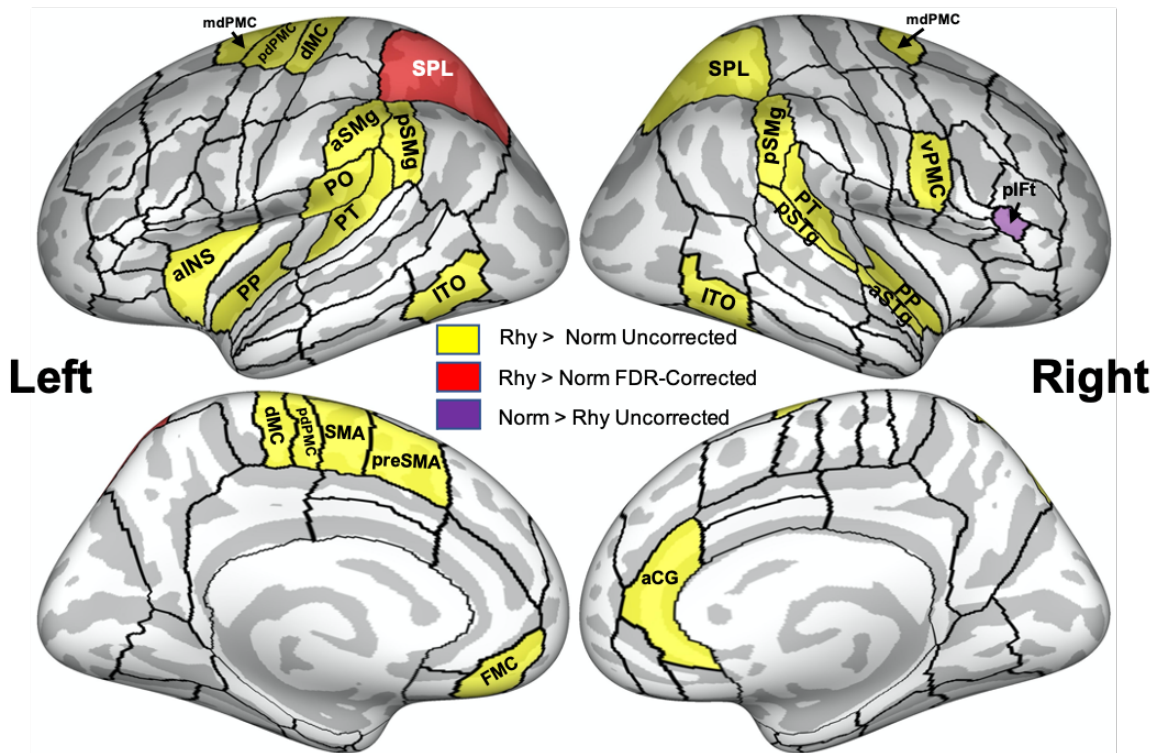 mdPMC
pdPMC
dMC
SPL
aSMg
pSMg
PO
PT
aINS
PP
ITO
mdPMC
SPL
pSMg
vPMC
pIFt
PT
pSTg
PP
aSTg
ITO
Rhy > Norm Uncorrected
Rhy > Norm FDR-Corrected
Norm > Rhy Uncorrected
Left
Right
dMC
pdPMC
SMA
preSMA
FMC
aCG